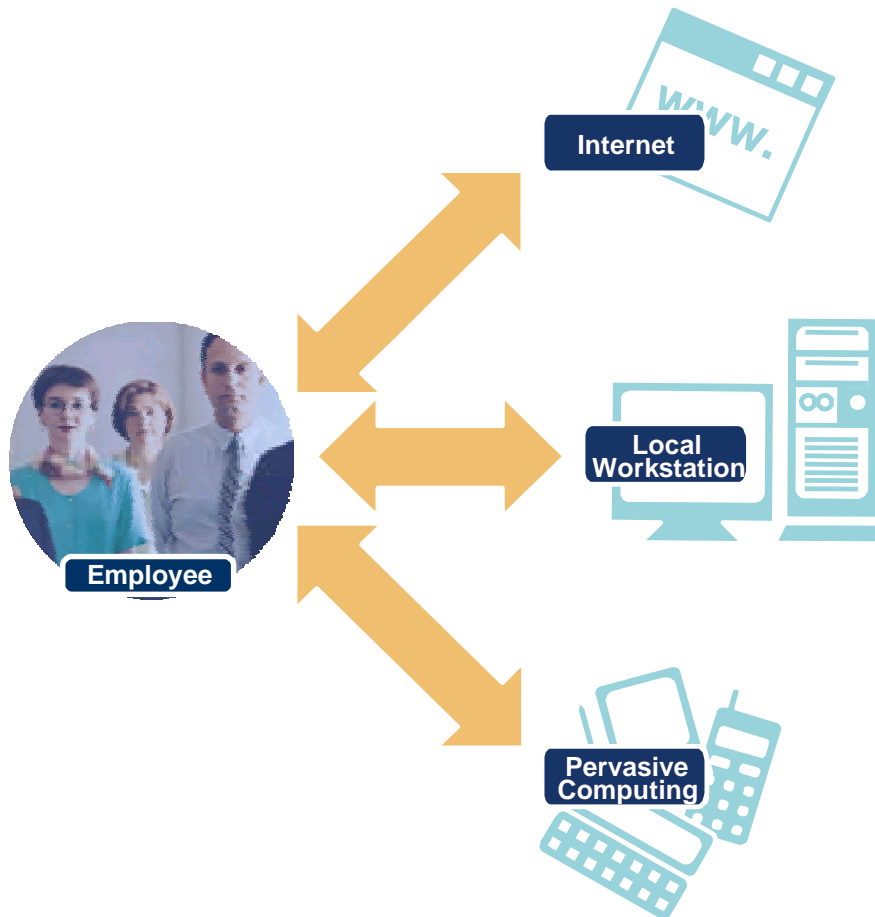 www.
Internet
Local
Workstation
Employee
Pervasive
Computing